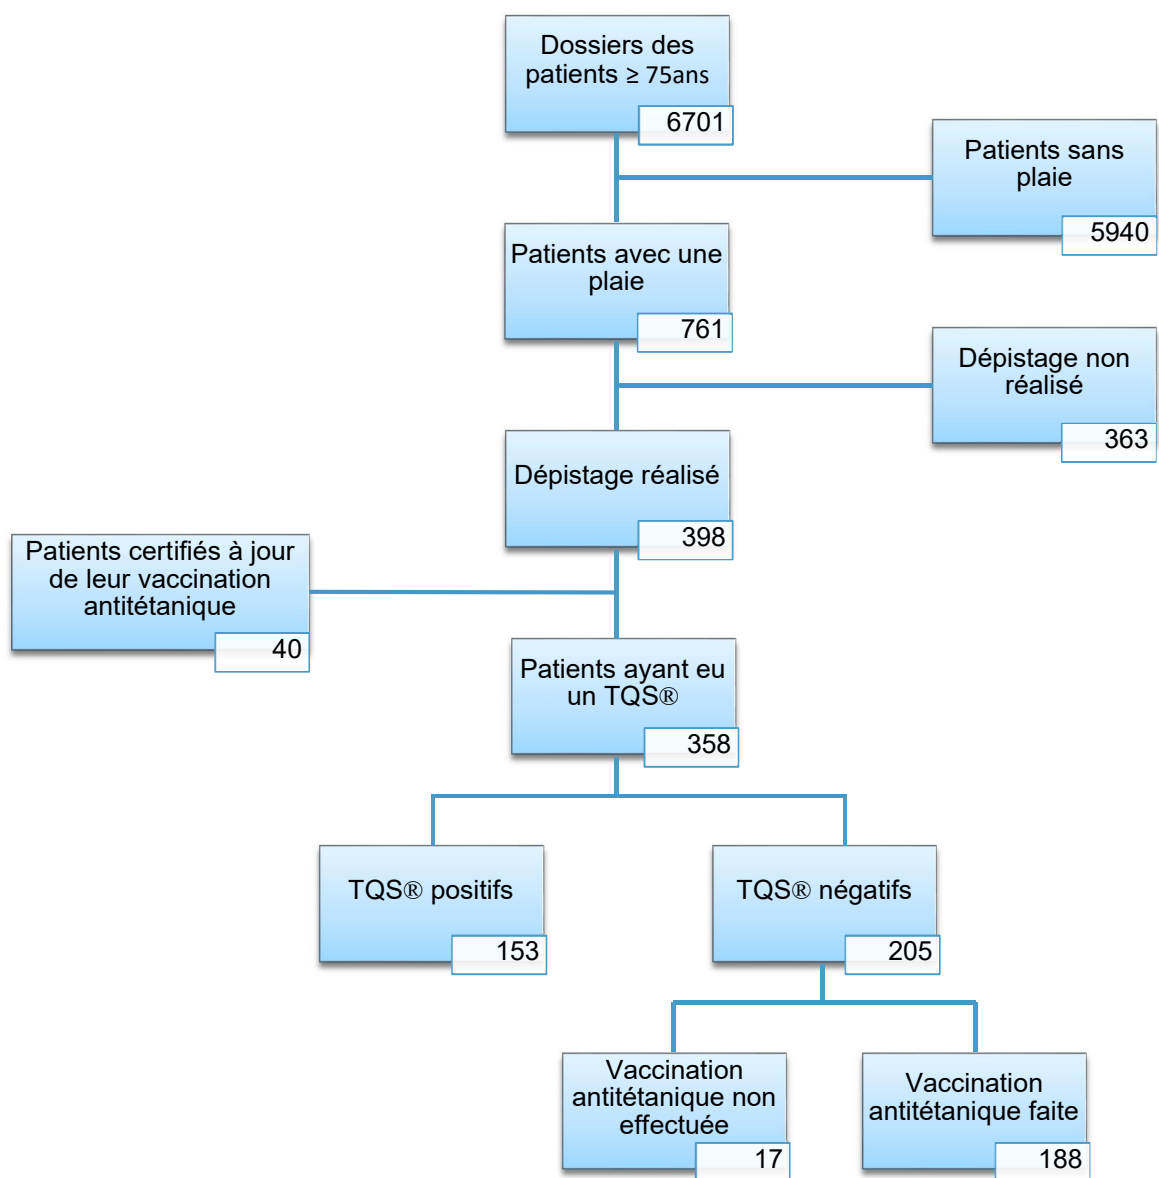 Dossiers des
patients ≥ 75ans
6701
Patients sans
plaie
5940
Patients avec une
plaie
761
Dépistage non
réalisé
363
Dépistage réalisé
398
Patients certifiés à jour
de leur vaccination
antitétanique
40
Patients ayant eu
un TQS®
358
TQS® positifs
153
TQS® négatifs
205
Vaccination
antitétanique non
effectuée
17
Vaccination
antitétanique faite
188